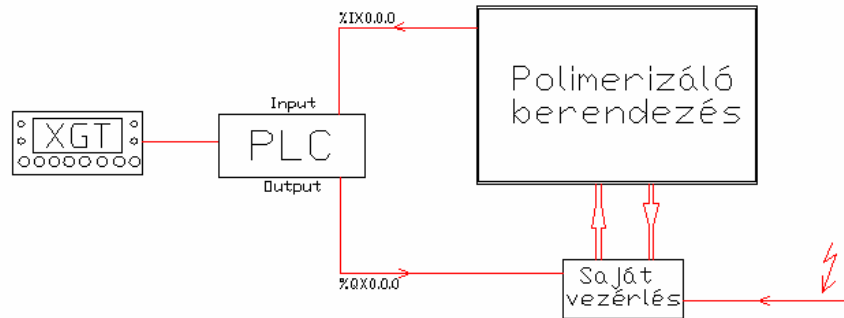 %IX0.0.0
Polimerizáló
berendezés
Input
XGT
PLC
Output
%QX0.0.0
Saját
vezérlés